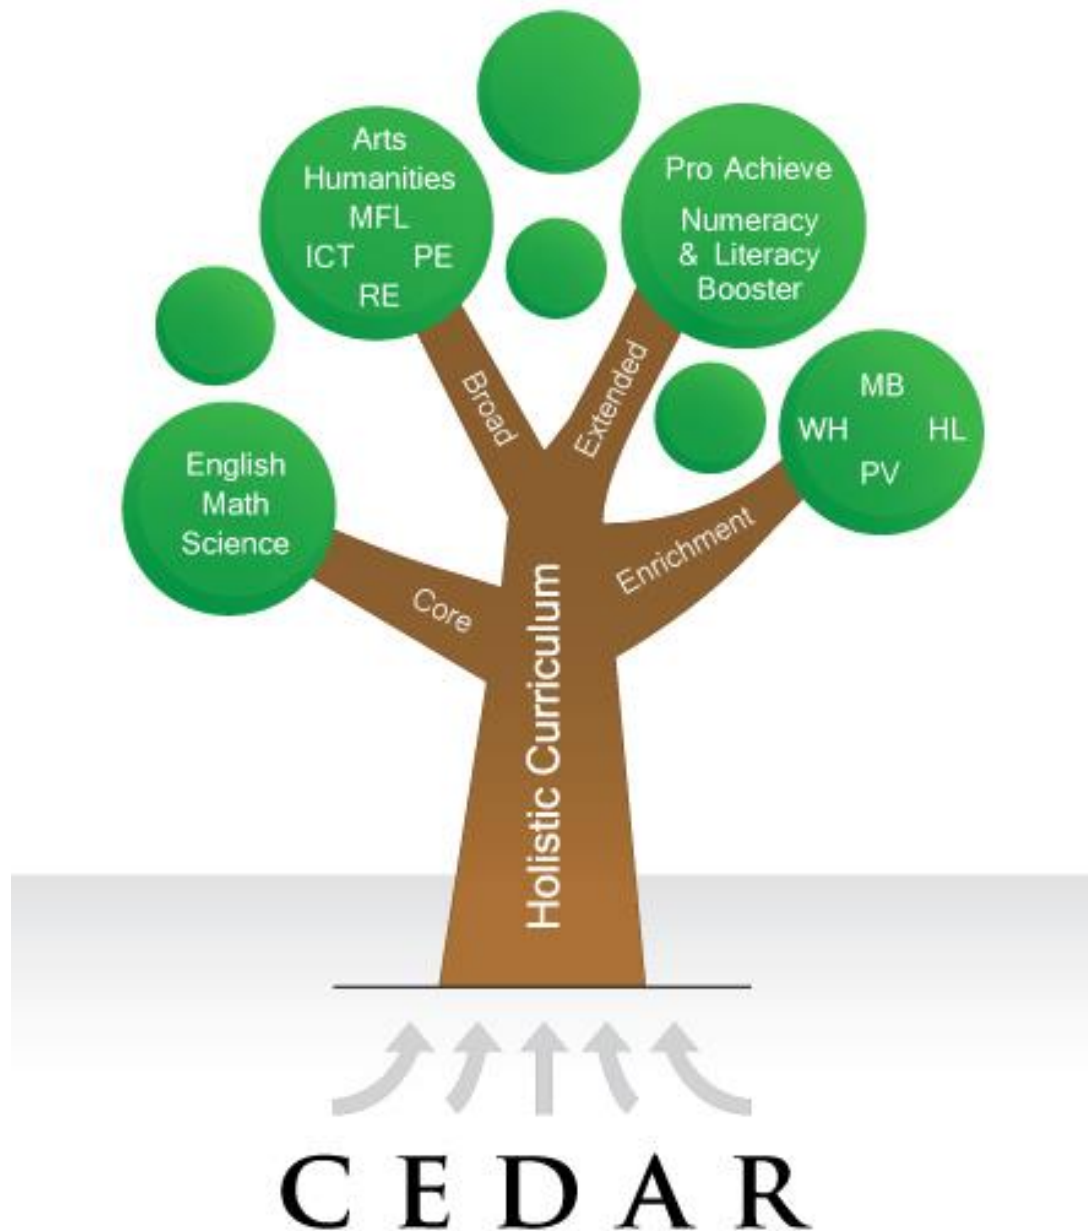 Arts
Humanities
MFL
ICT PE
RE
Pro Achieve
Numeracy
& Literacy
Booster
MB
WH HL
PV
English
Math
Science
Broad
Extended
Core
Enrichment
Holistic Curriculum
CEDAR